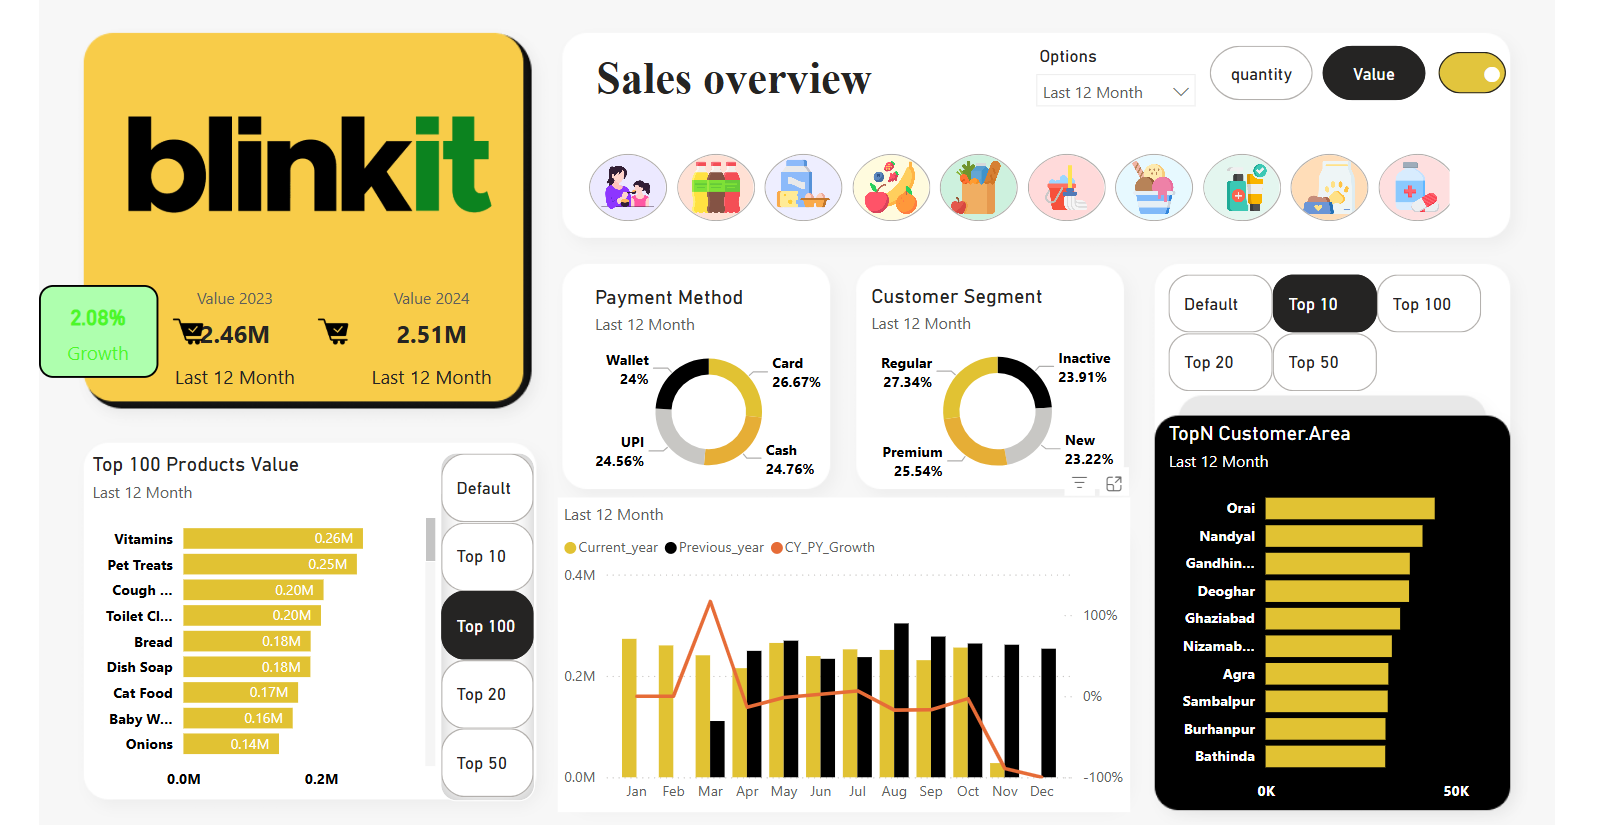 blinkit
Value 2023
Value 2024
2.08%
Growth
2.46M
2.51M
Last 12 Month
Last 12 Month
Sales overview
Options
Last 12 Month
quantity
Value
Payment Method
Last 12 Month
Wallet
24%
Card
26.67%
UPI
24.56%
Cash
24.76%
Customer Segment
Last 12 Month
Regular
27.34%
Inactive
23.91%
Premium
25.54%
New
23.22%
Default
Top 10
Top 100
Top 20
Top 50
Top 100 Products Value
Last 12 Month
Vitamins 0.26M
Pet Treats 0.25M
Cough ... 0.20M
Toilet Cl... 0.20M
Bread 0.18M
Dish Soap 0.18M
Cat Food 0.17M
Baby W... 0.16M
Onions 0.14M
0.0M 0.2M
Default
Top 10
Top 100
Top 20
Top 50
Last 12 Month
Current_year Previous_year CY_PY_Growth
0.4M
100%
0.2M
0%
0.0M
-100%
Jan Feb Mar Apr May Jun Jul Aug Sep Oct Nov Dec
TopN Customer.Area
Last 12 Month
Orai
Nandyal
Gandhin...
Deoghar
Ghaziabad
Nizamab...
Agra
Sambalpur
Burhanpur
Bathinda
0K 50K